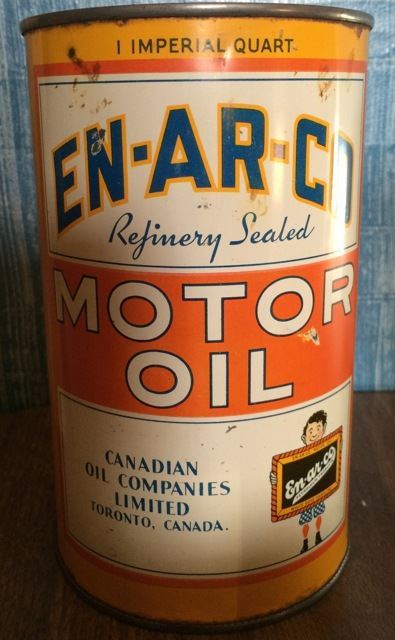 1 IMPERIAL QUART
EN-AR-CO
Refinery Sealed
MOTOR
OIL
CANADIAN
OIL COMPANIES
LIMITED
TORONTO, CANADA.
En-ar-co